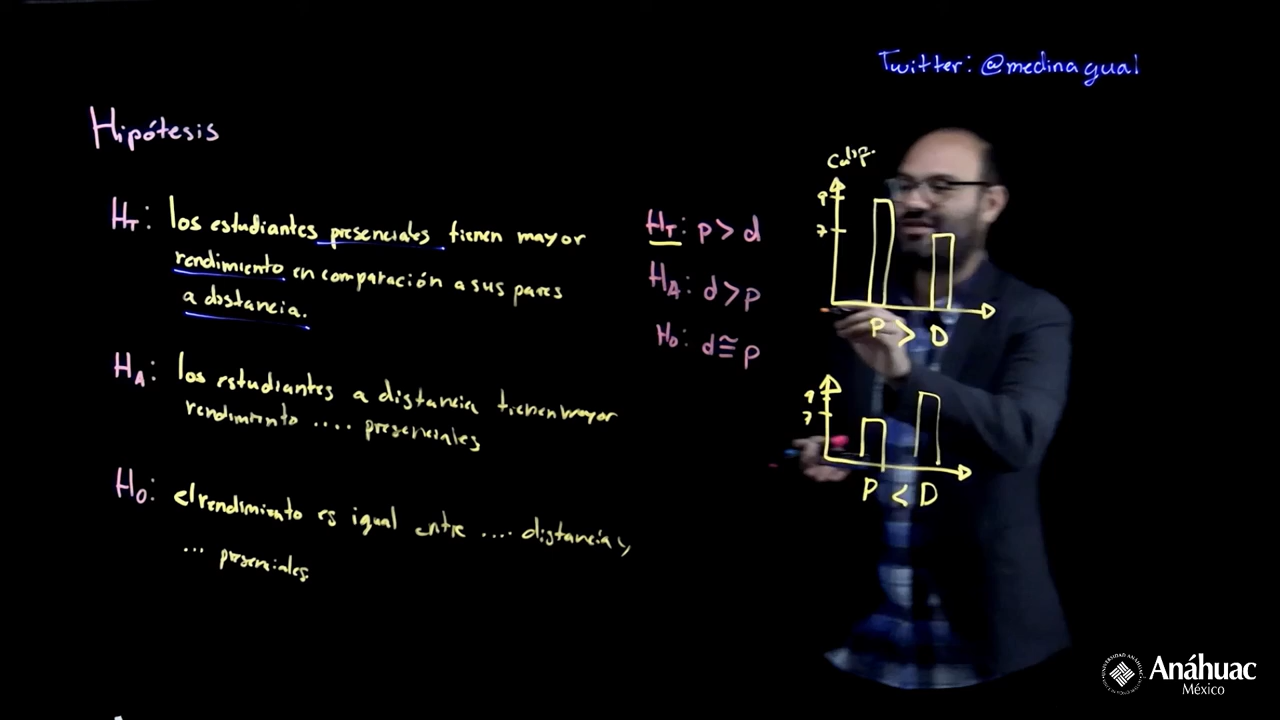 Twitter: @medinagual
Hipótesis
HT: los estudiantes presenciales tienen mayor
rendimiento en comparación a sus pares
a distancia.
HA: los estudiantes a distancia tienen mayor
rendimiento .... presenciales
H0: el rendimiento es igual entre .... distancia y
... presenciales
HT: p > d
HA: d > p
H0: d ≅ p
Calif.
9
7
P > D
9
7
P < D
Anáhuac
México